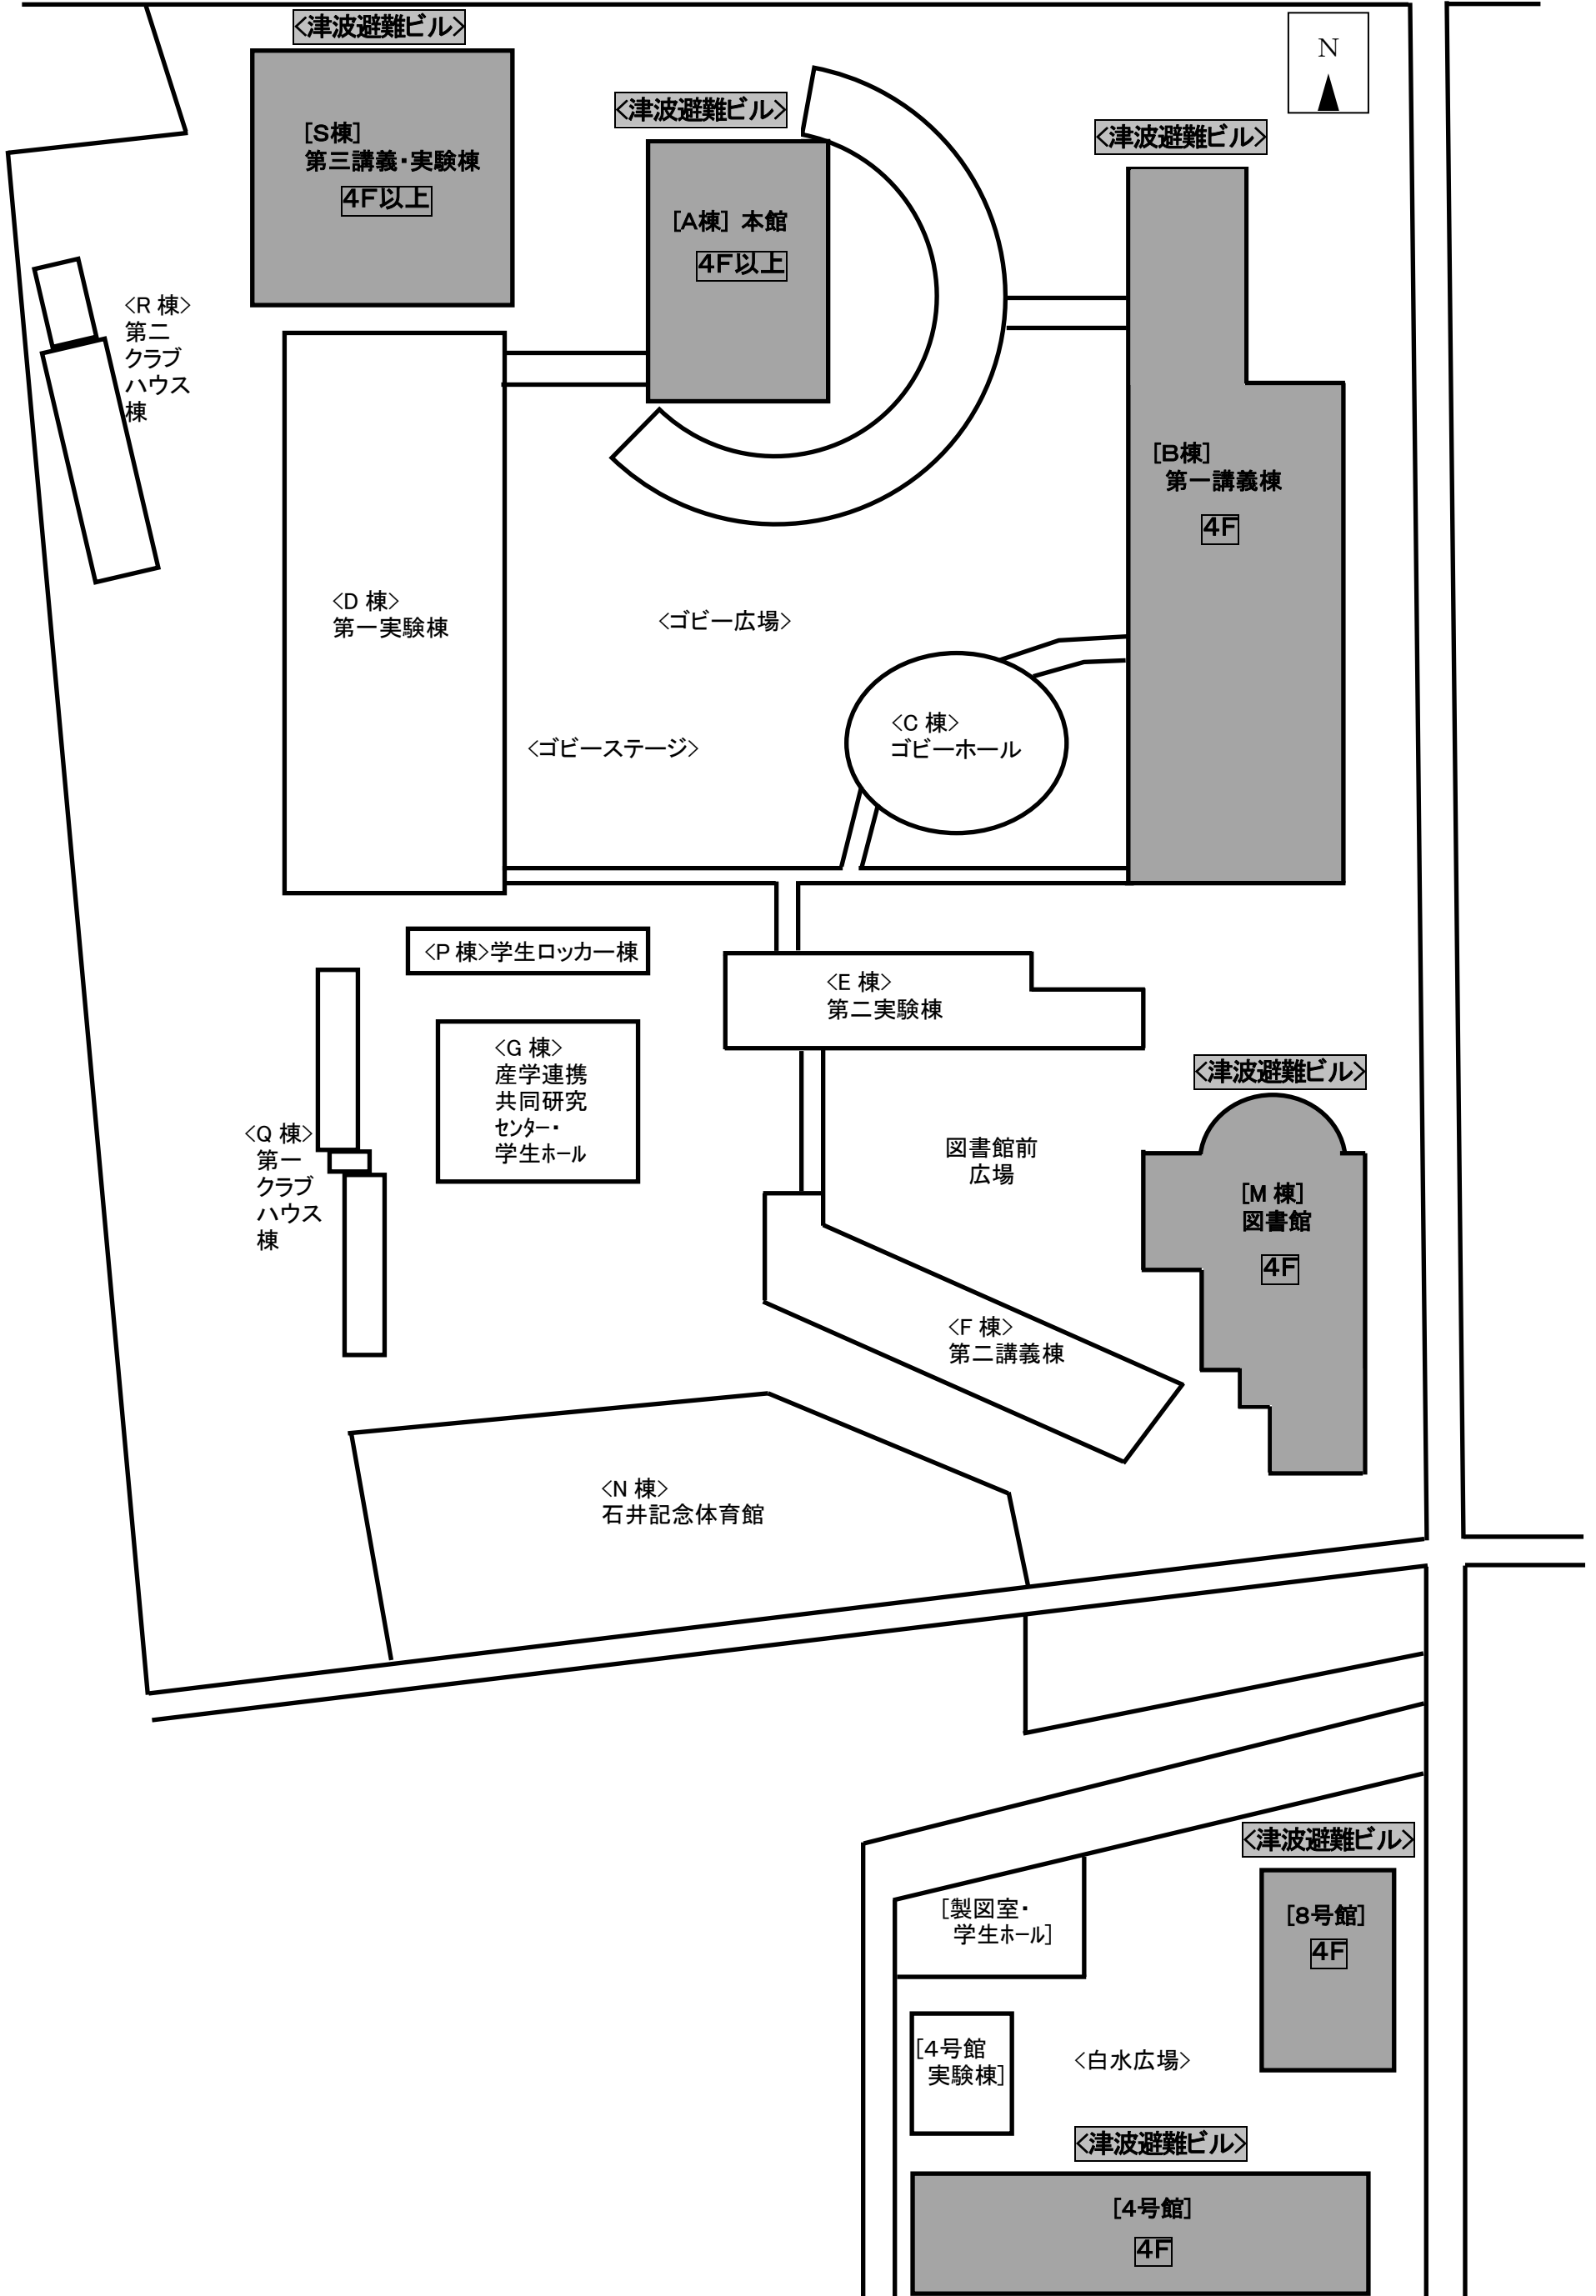 <津波避難ビル>
N
[S棟]
第三講義・実験棟
4F以上
<津波避難ビル>
[A棟] 本館
4F以上
<津波避難ビル>
[B棟]
第一講義棟
4F
<R 棟>
第二
クラブ
ハウス
棟
<D 棟>
第一実験棟
<ゴビー広場>
<ゴビーステージ>
<C 棟>
ゴビーホール
<P 棟>学生ロッカー棟
<E 棟>
第二実験棟
<G 棟>
産学連携
共同研究
センター・
学生ホール
<Q 棟>
第一
クラブ
ハウス
棟
図書館前
広場
<津波避難ビル>
[M 棟]
図書館
4F
<F 棟>
第二講義棟
<N 棟>
石井記念体育館
<津波避難ビル>
[8号館]
4F
[製図室・
学生ホール]
[4号館
実験棟]
<白水広場>
<津波避難ビル>
[4号館]
4F